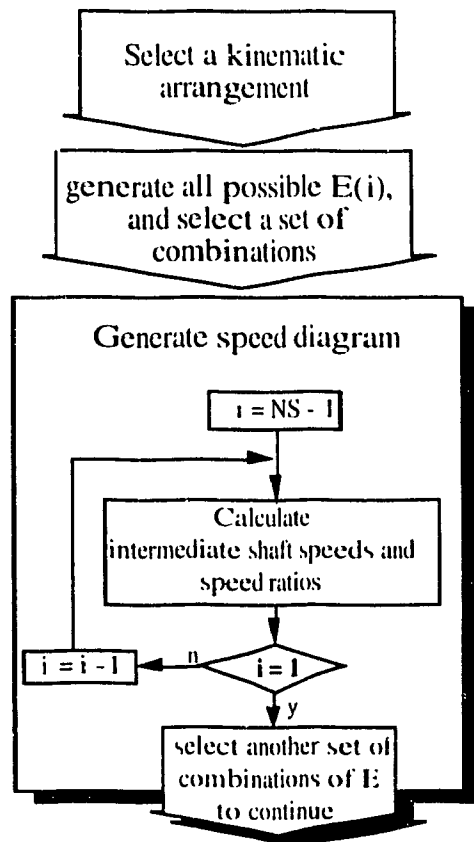 Select a kinematic
arrangement
generate all possible E(i),
and select a set of
combinations
Generate speed diagram
i = NS - 1
Calculate
intermediate shaft speeds and
speed ratios
i = i - 1
n
i = 1
y
select another set of
combinations of E
to continue